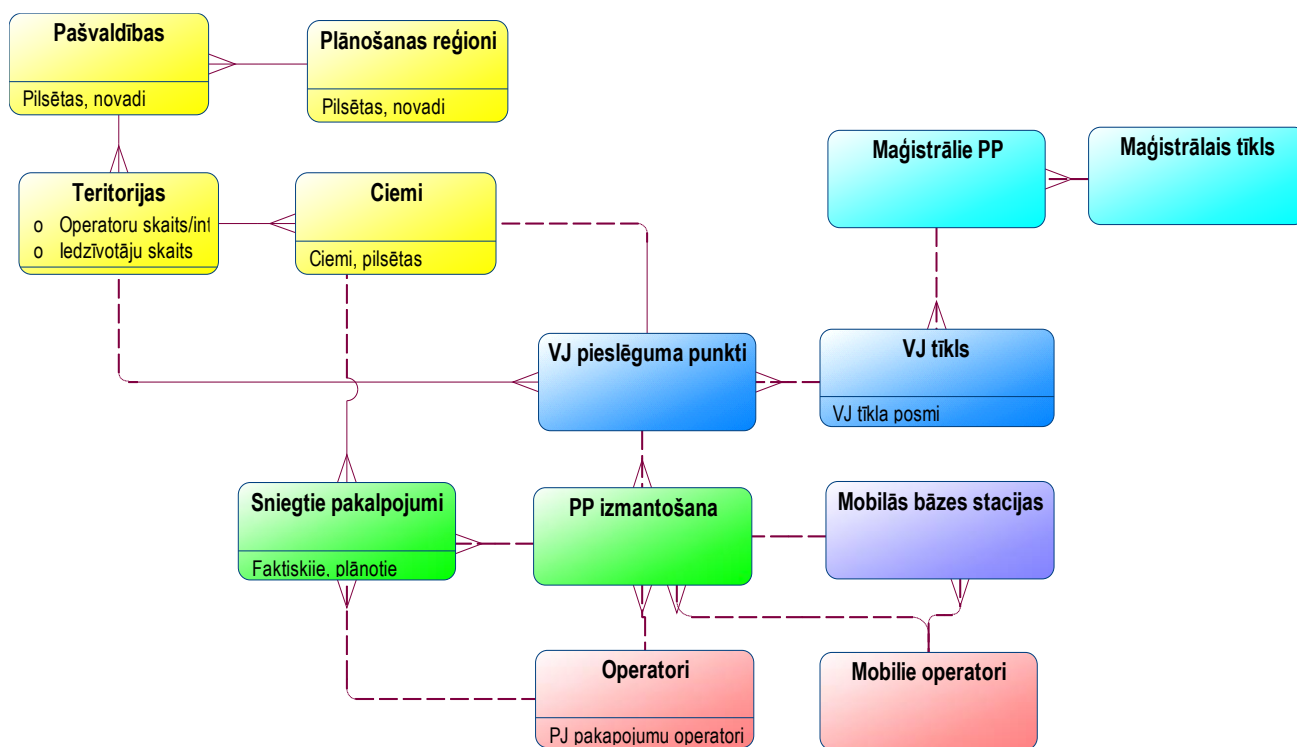 Pašvaldības
Pilsētas, novadi
Plānošanas reģioni
Pilsētas, novadi
Maģistrālie PP
Maģistrālais tīkls
Teritorijas
o Operatoru skaits/int
o Iedzīvotāju skaits
Ciemi
Ciemi, pilsētas
VJ pieslēguma punkti
VJ tīkls
VJ tīkla posmi
Sniegtie pakalpojumi
Faktiskiie, plānotie
PP izmantošana
Mobilās bāzes stacijas
Operatori
PJ pakapojumu operatori
Mobilie operatori